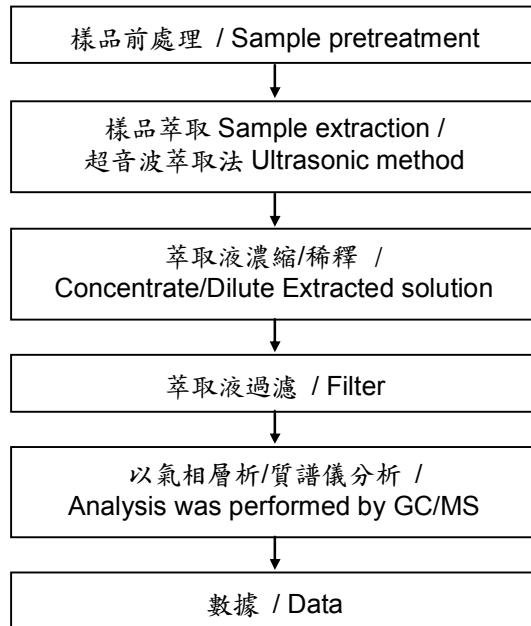 樣品前處理 / Sample pretreatment
樣品萃取 Sample extraction /
超音波萃取法 Ultrasonic method
萃取液濃縮/稀釋 /
Concentrate/Dilute Extracted solution
萃取液過濾 / Filter
以氣相層析/質譜儀分析 /
Analysis was performed by GC/MS
數據 / Data